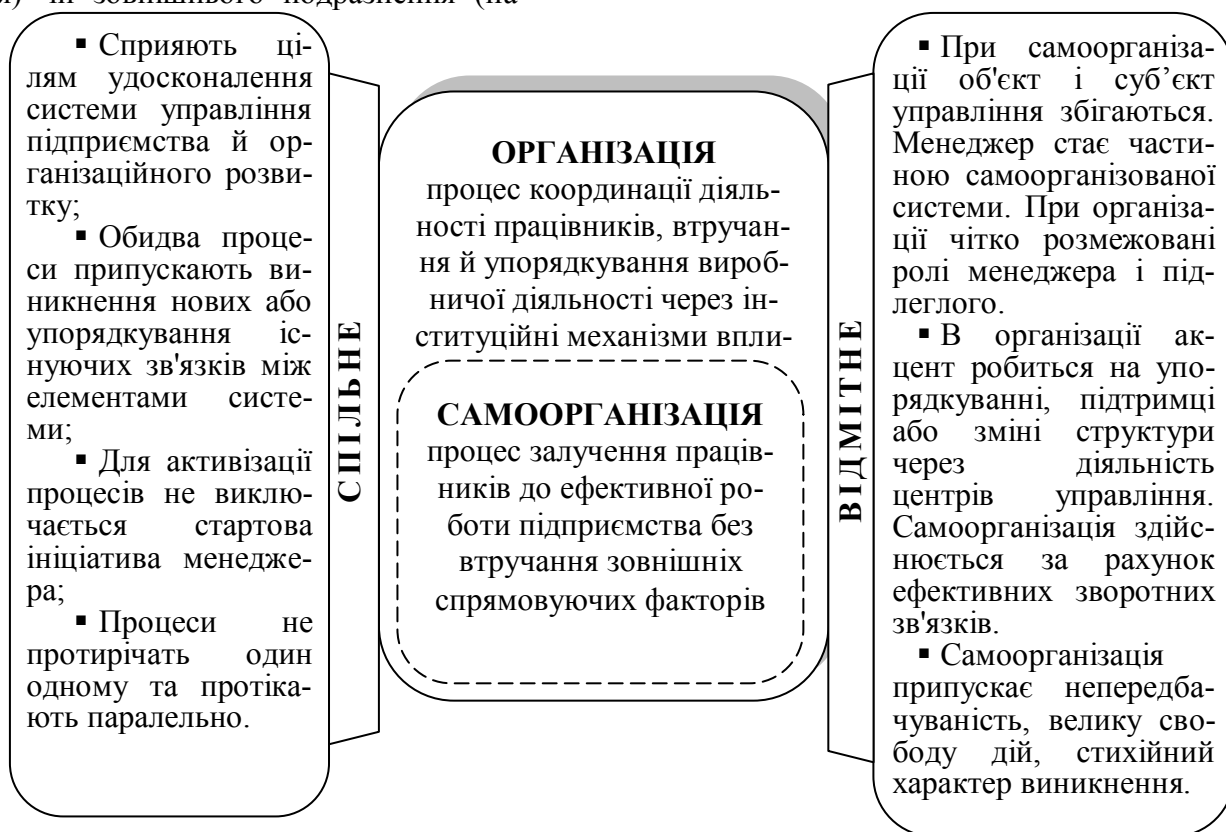 зовнішнього подразнення (на
▪ Сприяють ці-
лям удосконалення
системи управління
підприємства й ор-
ганізаційного розви-
тку;
▪ Обидва проце-
си припускають ви-
никнення нових або
упорядкування іс-
нуючих зв'язків між
елементами систе-
ми;
▪ Для активізації
процесів не виклю-
чається стартова
ініціатива менедже-
ра;
▪ Процеси не
протирічать один
одному та протіка-
ють паралельно.
СПІЛЬНЕ
ОРГАНІЗАЦІЯ
процес координації діяль-
ності працівників, втручан-
ня й упорядкування вироб-
ничої діяльності через ін-
ституційні механізми впли-
САМООРГАНІЗАЦІЯ
процес залучення праців-
ників до ефективної ро-
боти підприємства без
втручання зовнішніх
спрямовуючих факторів
ВІДМІТНЕ
▪ При самоорганіза-
ції об'єкт і суб’єкт
управління збігаються.
Менеджер стає части-
ною самоорганізованої
системи. При організа-
ції чітко розмежовані
ролі менеджера і під-
леглого.
▪ В організації ак-
цент робиться на упо-
рядкуванні, підтримці
або зміні структури
через діяльність
центрів управління.
Самоорганізація здійс-
нюється за рахунок
ефективних зворотних
зв'язків.
▪ Самоорганізація
припускає непередба-
чуваність, велику сво-
боду дій, стихійний
характер виникнення.